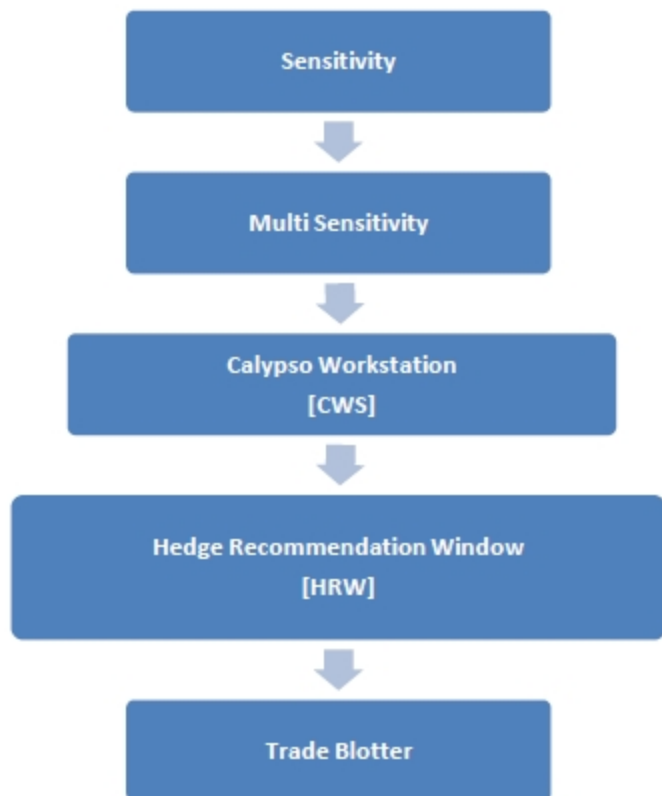 Sensitivity
Multi Sensitivity
Calypso Workstation
[CWS]
Hedge Recommendation Window
[HRW]
Trade Blotter